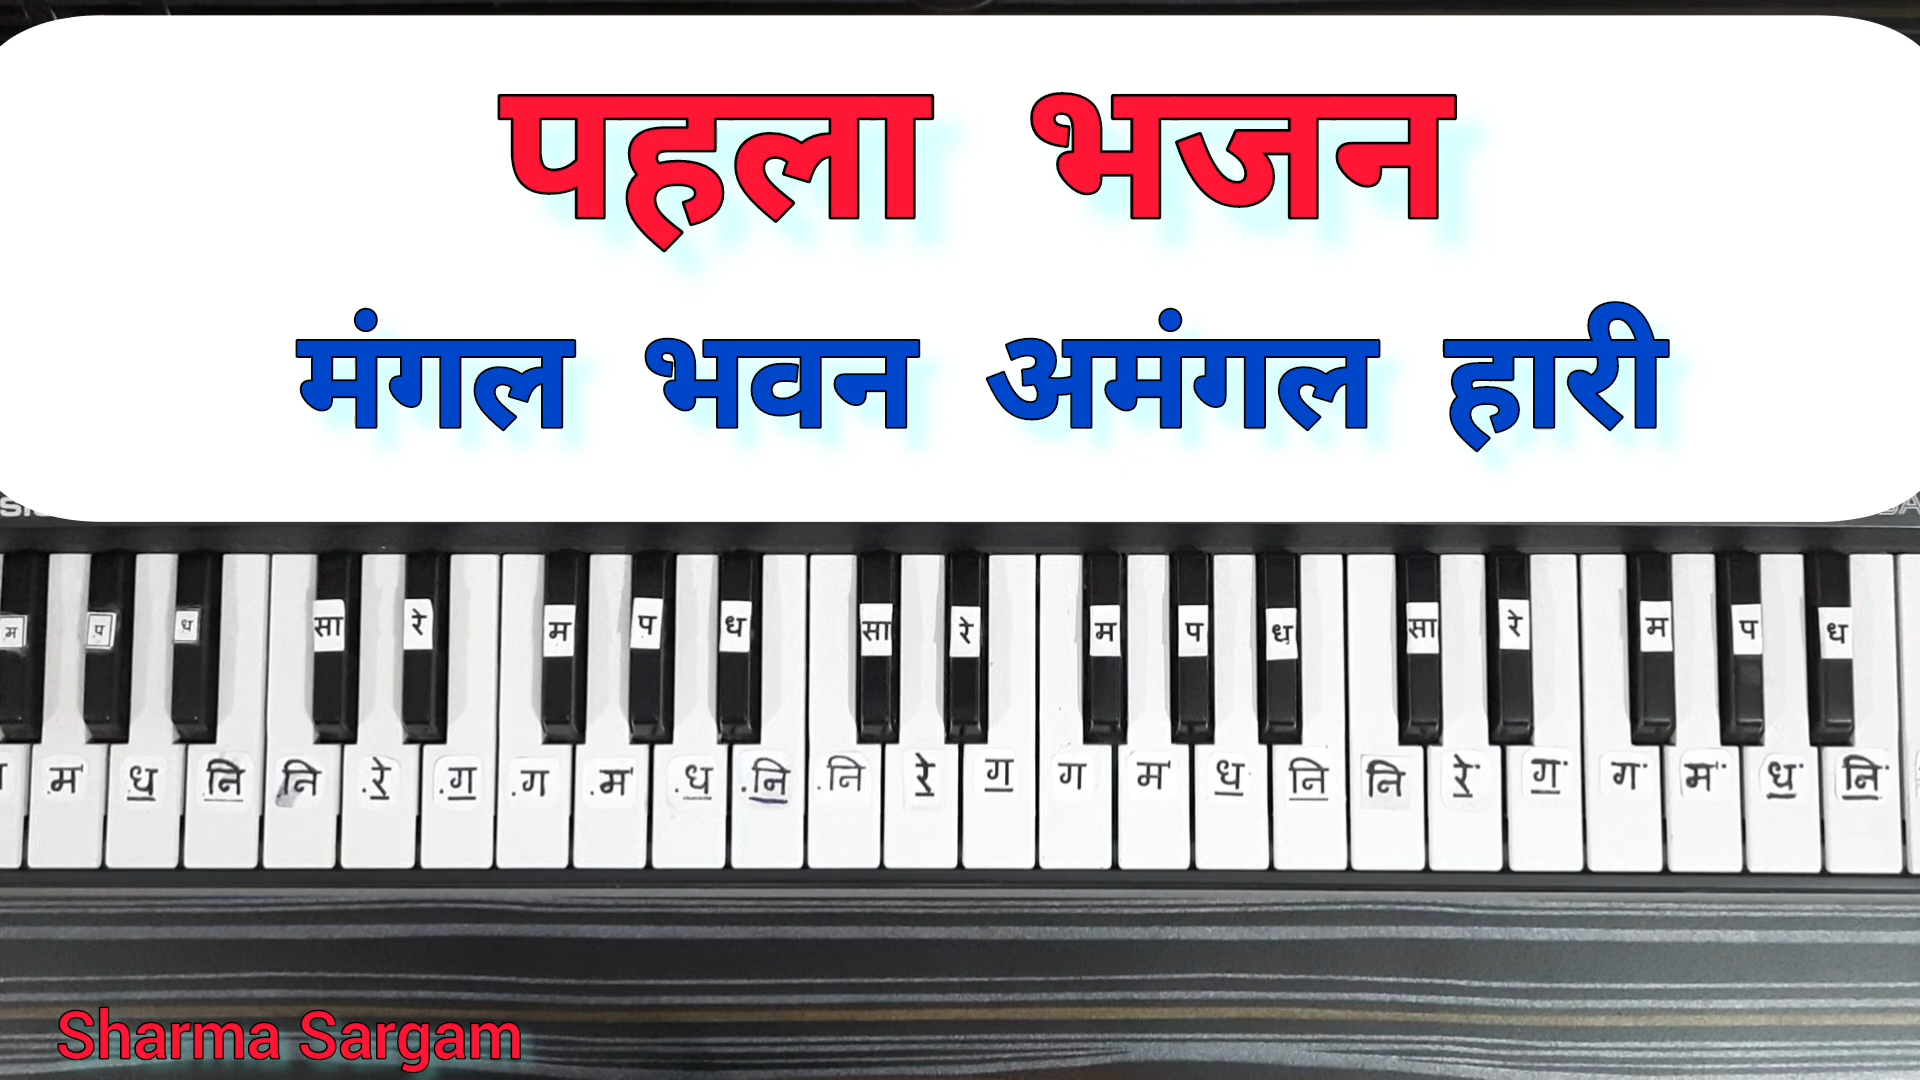 पहला भजन
मंगल भवन अमंगल हारी
म प ध सा रे म प ध सा रे म प ध सा रे म प ध
म' ध॒ नि॒ नि .रे॒ .ग॒ .ग .म' .ध॒ .नि॒ .नि रे॒ ग॒ ग म' ध॒ नि॒ नि रे॒˙ ग॒˙ ग˙ म'˙ ध॒˙ नि॒˙
Sharma Sargam